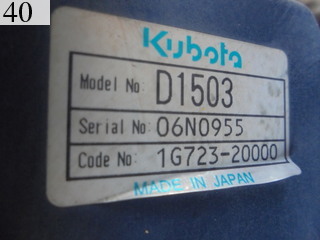 40
Kubota
Model No: D1503
Serial No: 06N0955
Code No: 1G723-20000
MADE IN JAPAN